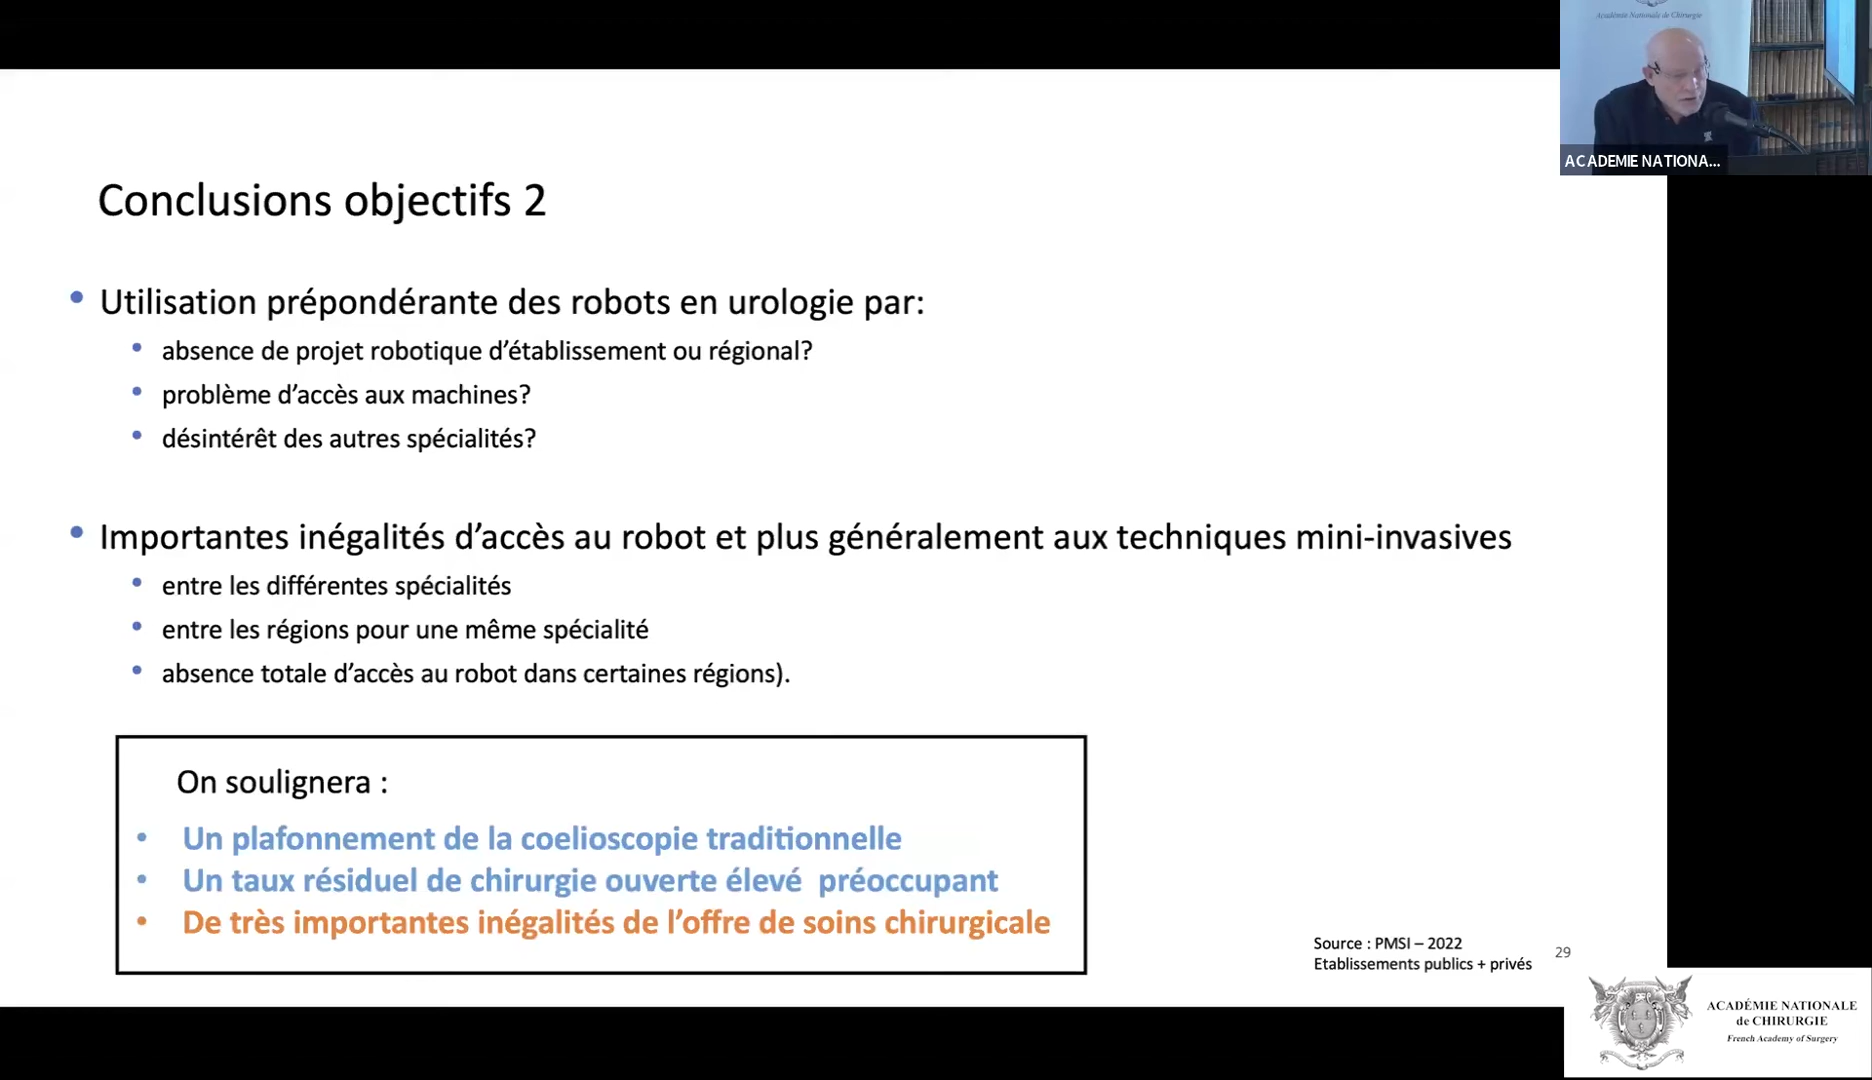 Académie Nationale de Chirurgie
ACADEMIE NATIONA...
Conclusions objectifs 2
• Utilisation prépondérante des robots en urologie par:
• absence de projet robotique d’établissement ou régional?
• problème d’accès aux machines?
• désintérêt des autres spécialités?
• Importantes inégalités d’accès au robot et plus généralement aux techniques mini-invasives
• entre les différentes spécialités
• entre les régions pour une même spécialité
• absence totale d’accès au robot dans certaines régions).
On soulignera :
• Un plafonnement de la coelioscopie traditionnelle
• Un taux résiduel de chirurgie ouverte élevé  préoccupant
• De très importantes inégalités de l’offre de soins chirurgicale
Source : PMSI – 2022
Etablissements publics + privés
29
ACADÉMIE NATIONALE
de CHIRURGIE
French Academy of Surgery